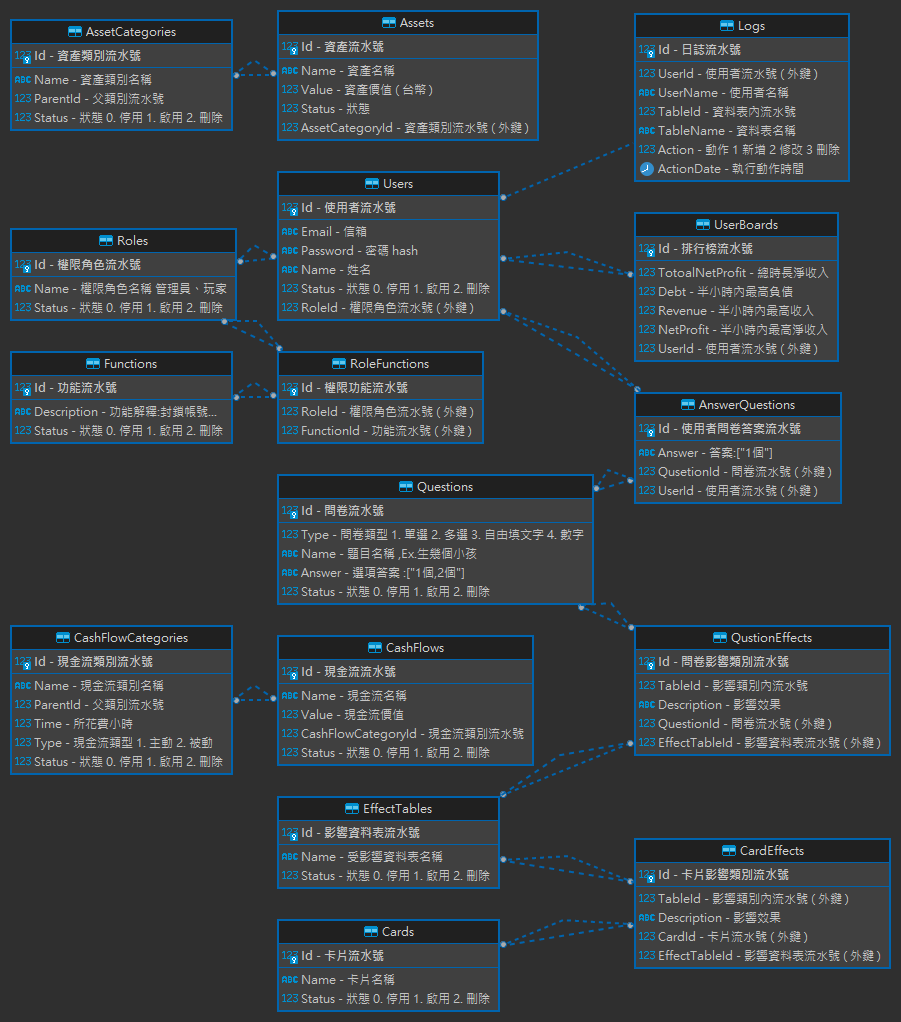 AssetCategories
123 Id - 資產類別流水號
ABC Name - 資產類別名稱
123 ParentId - 父類別流水號
123 Status - 狀態 0. 停用 1. 啟用 2. 刪除
Assets
123 Id - 資產流水號
ABC Name - 資產名稱
123 Value - 資產價值 ( 台幣 )
123 Status - 狀態
123 AssetCategoryId - 資產類別流水號 ( 外鍵 )
Logs
123 Id - 日誌流水號
123 UserId - 使用者流水號 ( 外鍵 )
ABC UserName - 使用者名稱
123 TableId - 資料表內流水號
ABC TableName - 資料表名稱
123 Action - 動作 1 新增 2 修改 3 刪除
ActionDate - 執行動作時間
Users
123 Id - 使用者流水號
ABC Email - 信箱
ABC Password - 密碼 hash
ABC Name - 姓名
123 Status - 狀態 0. 停用 1. 啟用 2. 刪除
123 RoleId - 權限角色流水號 ( 外鍵 )
Roles
123 Id - 權限角色流水號
ABC Name - 權限角色名稱 管理員、玩家
123 Status - 狀態 0. 停用 1. 啟用 2. 刪除
UserBoards
123 Id - 排行榜流水號
123 TotoalNetProfit - 總時長淨收入
123 Debt - 半小時內最高負債
123 Revenue - 半小時內最高收入
123 NetProfit - 半小時內最高淨收入
123 UserId - 使用者流水號 ( 外鍵 )
Functions
123 Id - 功能流水號
ABC Description - 功能解釋:封鎖帳號...
123 Status - 狀態 0. 停用 1. 啟用 2. 刪除
RoleFunctions
123 Id - 權限功能流水號
123 RoleId - 權限角色流水號 ( 外鍵 )
123 FunctionId - 功能流水號 ( 外鍵 )
AnswerQuestions
123 Id - 使用者問卷答案流水號
ABC Answer - 答案:["1個"]
123 QusetionId - 問卷流水號 ( 外鍵 )
123 UserId - 使用者流水號 ( 外鍵 )
Questions
123 Id - 問卷流水號
123 Type - 問卷類型 1. 單選 2. 多選 3. 自由填文字 4. 數字
ABC Name - 題目名稱 ,Ex.生幾個小孩
ABC Answer - 選項答案 :["1個,2個"]
123 Status - 狀態 0. 停用 1. 啟用 2. 刪除
CashFlowCategories
123 Id - 現金流類別流水號
ABC Name - 現金流類別名稱
123 ParentId - 父類別流水號
123 Time - 所花費小時
123 Type - 現金流類型 1. 主動 2. 被動
123 Status - 狀態 0. 停用 1. 啟用 2. 刪除
CashFlows
123 Id - 現金流流水號
ABC Name - 現金流名稱
123 Value - 現金流價值
123 CashFlowCategoryId - 現金流類別流水號
123 Status - 狀態 0. 停用 1. 啟用 2. 刪除
QustionEffects
123 Id - 問卷影響類別流水號
123 TableId - 影響類別內流水號
ABC Description - 影響效果
123 QuestionId - 問卷流水號 ( 外鍵 )
123 EffectTableId - 影響資料表流水號 ( 外鍵 )
EffectTables
123 Id - 影響資料表流水號
ABC Name - 受影響資料表名稱
123 Status - 狀態 0. 停用 1. 啟用 2. 刪除
CardEffects
123 Id - 卡片影響類別流水號
123 TableId - 影響類別內流水號 ( 外鍵 )
ABC Description - 影響效果
123 CardId - 卡片流水號 ( 外鍵 )
123 EffectTableId - 影響資料表流水號 ( 外鍵 )
Cards
123 Id - 卡片流水號
ABC Name - 卡片名稱
123 Status - 狀態 0. 停用 1. 啟用 2. 刪除